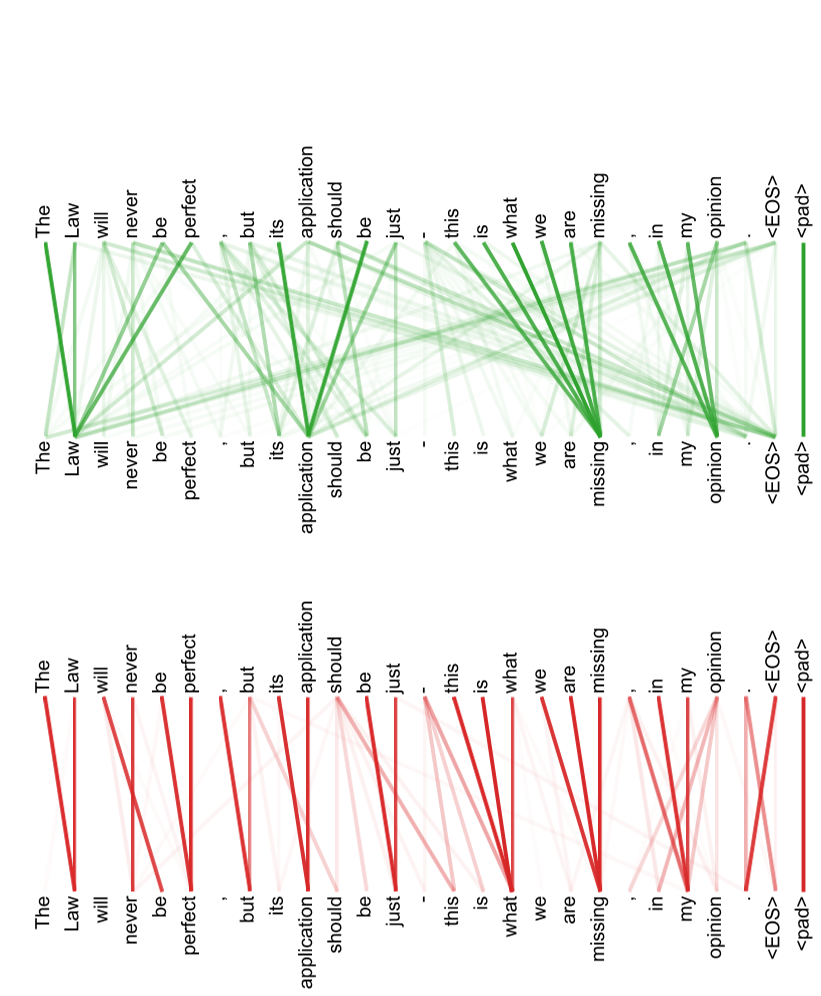 The Law will never be perfect , but its application should be just - this is what we are missing , in my opinion . <EOS> <pad>
The Law will never be perfect , but its application should be just - this is what we are missing , in my opinion . <EOS> <pad>
The Law will never be perfect , but its application should be just - this is what we are missing , in my opinion . <EOS> <pad>
The Law will never be perfect , but its application should be just - this is what we are missing , in my opinion . <EOS> <pad>